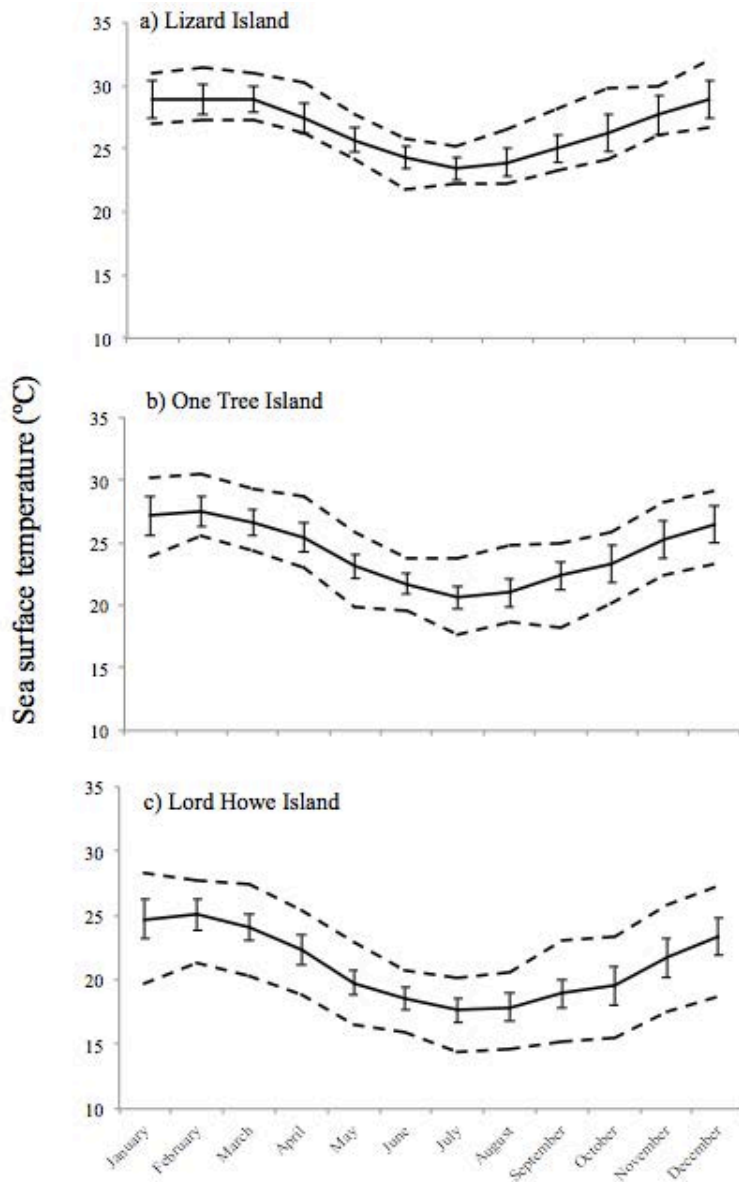 Sea surface temperature (ºC)
a) Lizard Island
35
30
25
20
15
10
b) One Tree Island
35
30
25
20
15
10
c) Lord Howe Island
35
30
25
20
15
10
January
February
March
April
May
June
July
August
September
October
November
December